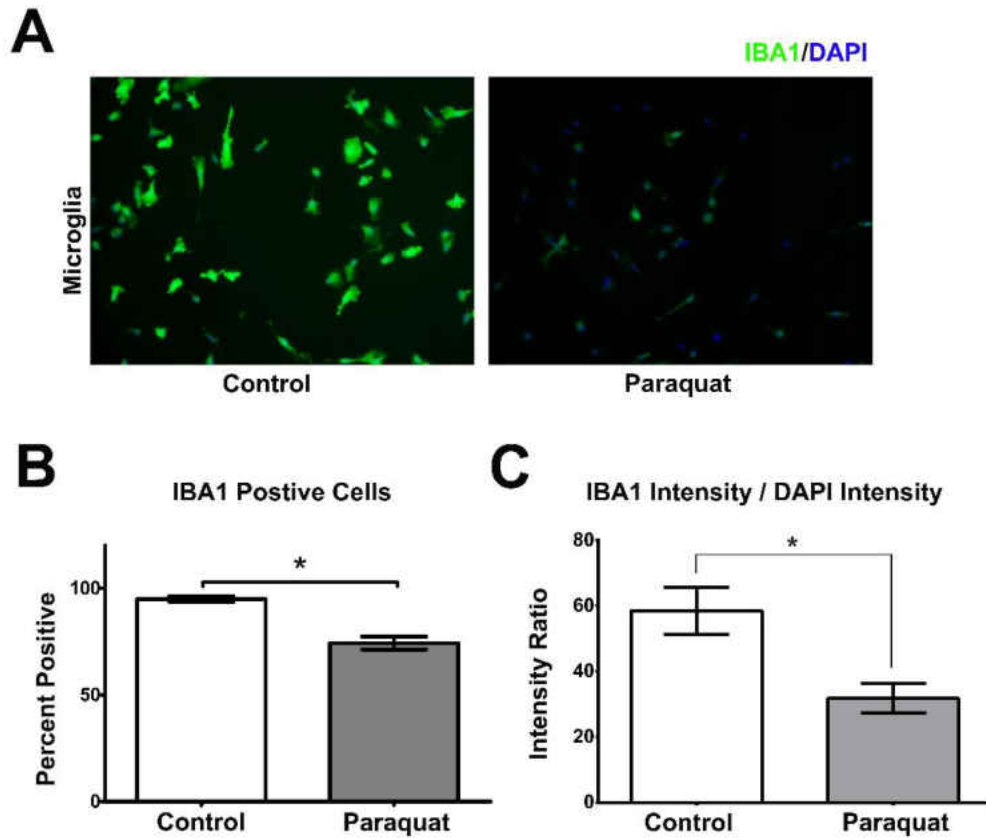 A
IBA1/DAPI
Microglia
Control
Paraquat
B
IBA1 Postive Cells
*
Percent Positive
100
50
0
Control
Paraquat
C
IBA1 Intensity / DAPI Intensity
*
Intensity Ratio
80
60
40
20
0
Control
Paraquat